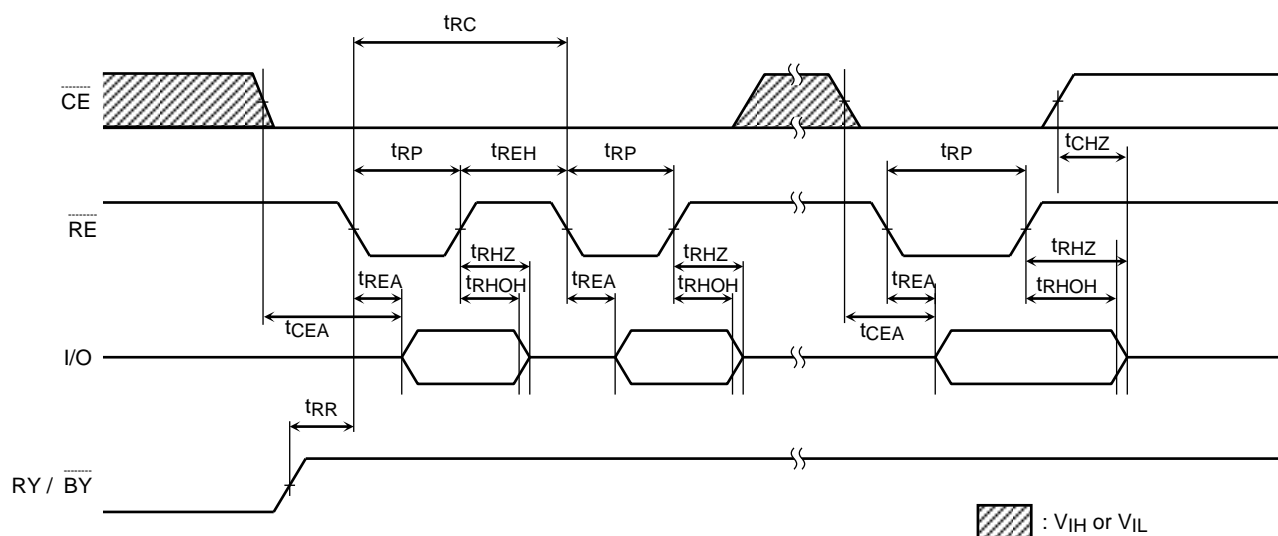 tRC
CE
tRP
tREH
tRP
tRP
tCHZ
RE
tREA
tRHZ
tRHOH
tREA
tRHZ
tRHOH
tREA
tRHZ
tRHOH
tCEA
tCEA
I/O
tRR
RY / BY
: VIH or VIL